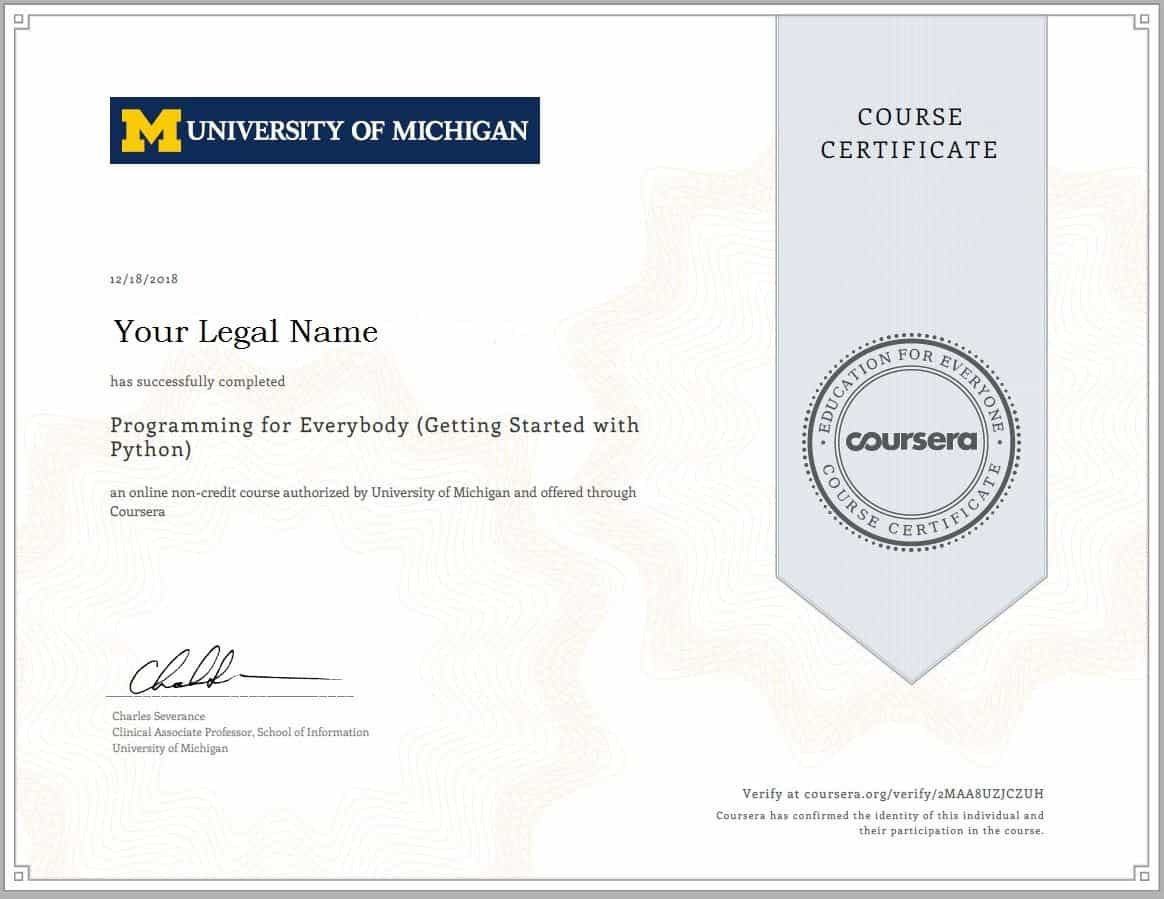 M UNIVERSITY OF MICHIGAN
COURSE
CERTIFICATE
12/18/2018
Your Legal Name
has successfully completed
Programming for Everybody (Getting Started with
Python)
an online non-credit course authorized by University of Michigan and offered through
Coursera
EDUCATION FOR EVERYONE
coursera
COURSE CERTIFICATE
Charles Severance
Clinical Associate Professor, School of Information
University of Michigan
Verify at coursera.org/verify/2MAA8UZJCZUH
Coursera has confirmed the identity of this individual and
their participation in the course.